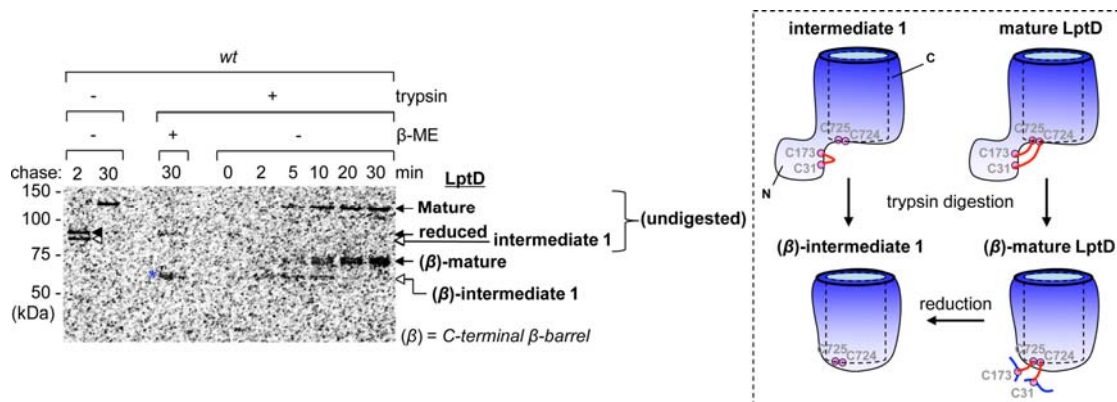 wt
- + trypsin
- + - β-ME
chase: 2 30 30 0 2 5 10 20 30 min
LptD
150 -
100 -
75 -
50 -
(kDa)
*
Mature
reduced
intermediate 1
(undigested)
(β)-mature
(β)-intermediate 1
(β) = C-terminal β-barrel
intermediate 1 mature LptD
C
C725 C724 C725 C724
C173 C173
C31 C31
N
trypsin digestion
(β)-intermediate 1 (β)-mature LptD
reduction
C725 C724 C725 C724
C173
C31